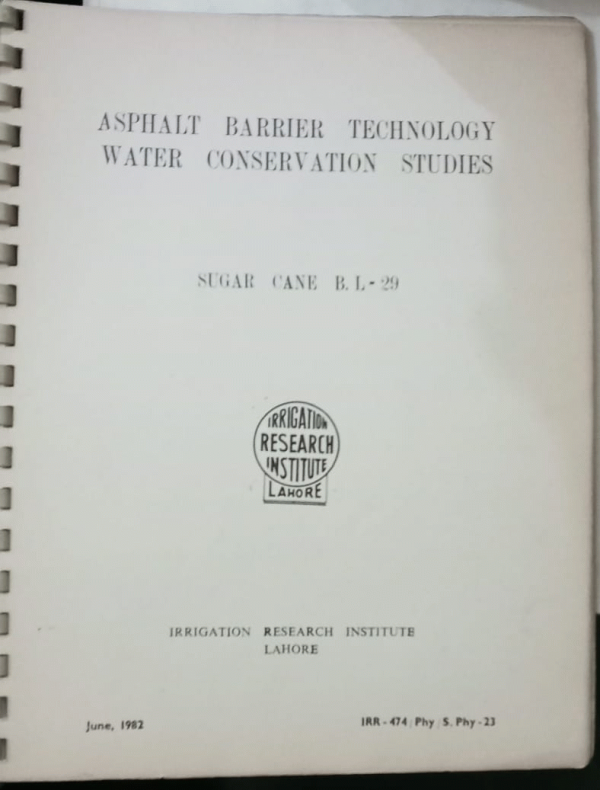 ASPHALT BARRIER TECHNOLOGY
WATER CONSERVATION STUDIES
SUGAR CANE B. L - 29
IRRIGATION
RESEARCH
INSTITUTE
LAHORE
IRRIGATION RESEARCH INSTITUTE
LAHORE
June, 1982
IRR - 474 / Phy / S. Phy - 23